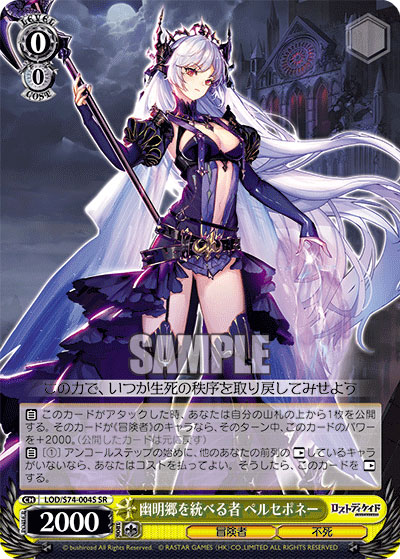 LEVEL
0
0
COST
SAMPLE
この力で、いつか生死の秩序を取り戻してみせよう
自 このカードがアタックした時、あなたは自分の山札の上から1枚を公開
する。そのカードが《冒険者》のキャラなら、そのターン中、このカードのパワー
を+2000。(公開したカードは元に戻す)
自 [(1)] アンコールステップの始めに、他のあなたの前列の【レスト】しているキャラ
がいないなら、あなたはコストを払ってよい。そうしたら、このカードをレストする。
CH LOD/S74-004S SR
幽明郷を統べる者 ペルセポネー
ロストディケイド
POWER
2000
SOUL
冒険者
不死
© bushiroad All Rights Reserved. © RASTAR GAMES (HK) CO.,LIMITED ALL RIGHTS RESERVED